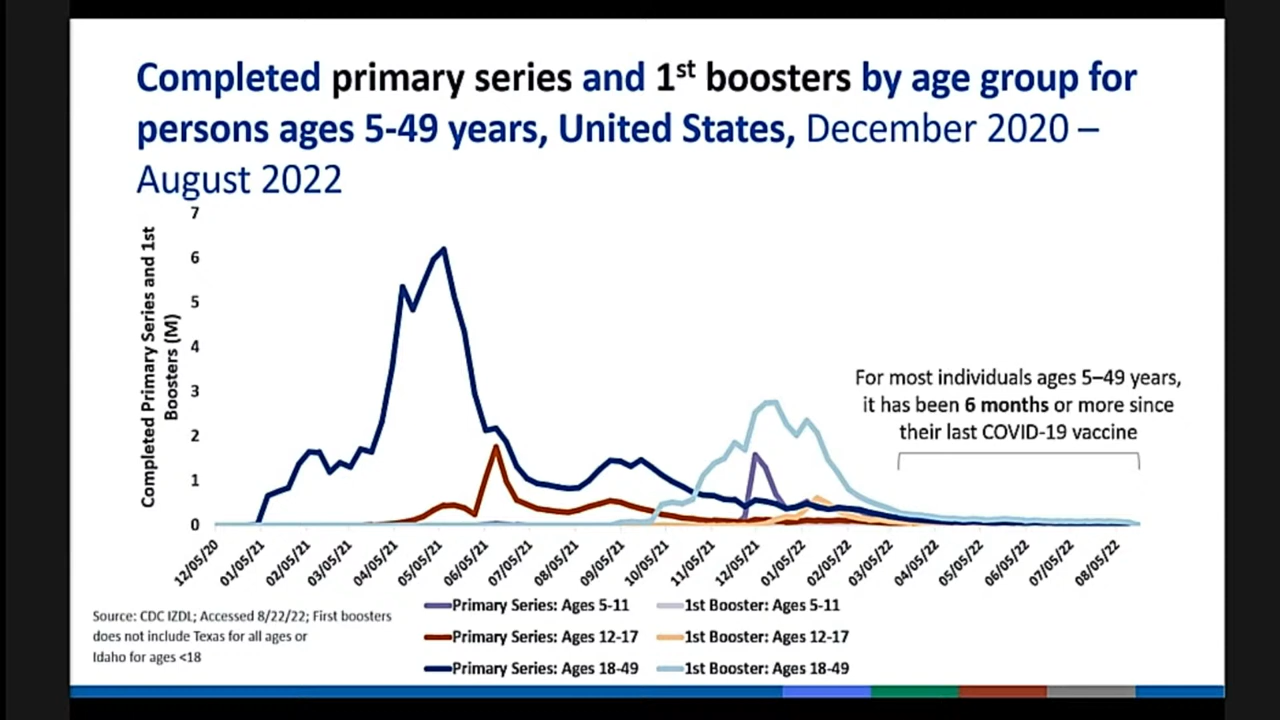 Completed primary series and 1st boosters by age group for
persons ages 5-49 years, United States, December 2020 –
August 2022
Completed Primary Series and 1st
Boosters (M)
7
6
5
4
3
2
1
0
For most individuals ages 5–49 years,
it has been 6 months or more since
their last COVID-19 vaccine
12/05/20
01/05/21
02/05/21
03/05/21
04/05/21
05/05/21
06/05/21
07/05/21
08/05/21
09/05/21
10/05/21
11/05/21
12/05/21
01/05/22
02/05/22
03/05/22
04/05/22
05/05/22
06/05/22
07/05/22
08/05/22
Source: CDC IZDL; Accessed 8/22/22; First boosters
does not include Texas for all ages or
Idaho for ages <18
Primary Series: Ages 5-11
1st Booster: Ages 5-11
Primary Series: Ages 12-17
1st Booster: Ages 12-17
Primary Series: Ages 18-49
1st Booster: Ages 18-49